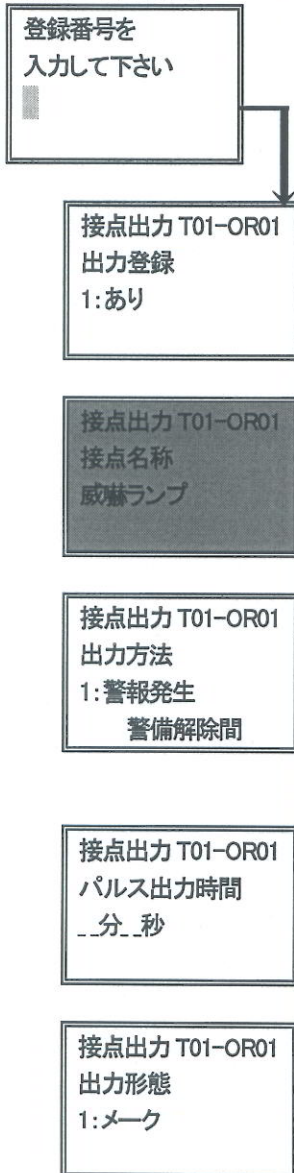 登録番号を
入力して下さい
接点出力 T01-OR01
出力登録
1:あり
接点出力 T01-OR01
接点名称
威嚇ランプ
接点出力 T01-OR01
出力方法
1:警報発生
警備解除間
接点出力 T01-OR01
パルス出力時間
__分__秒
接点出力 T01-OR01
出力形態
1:メーク